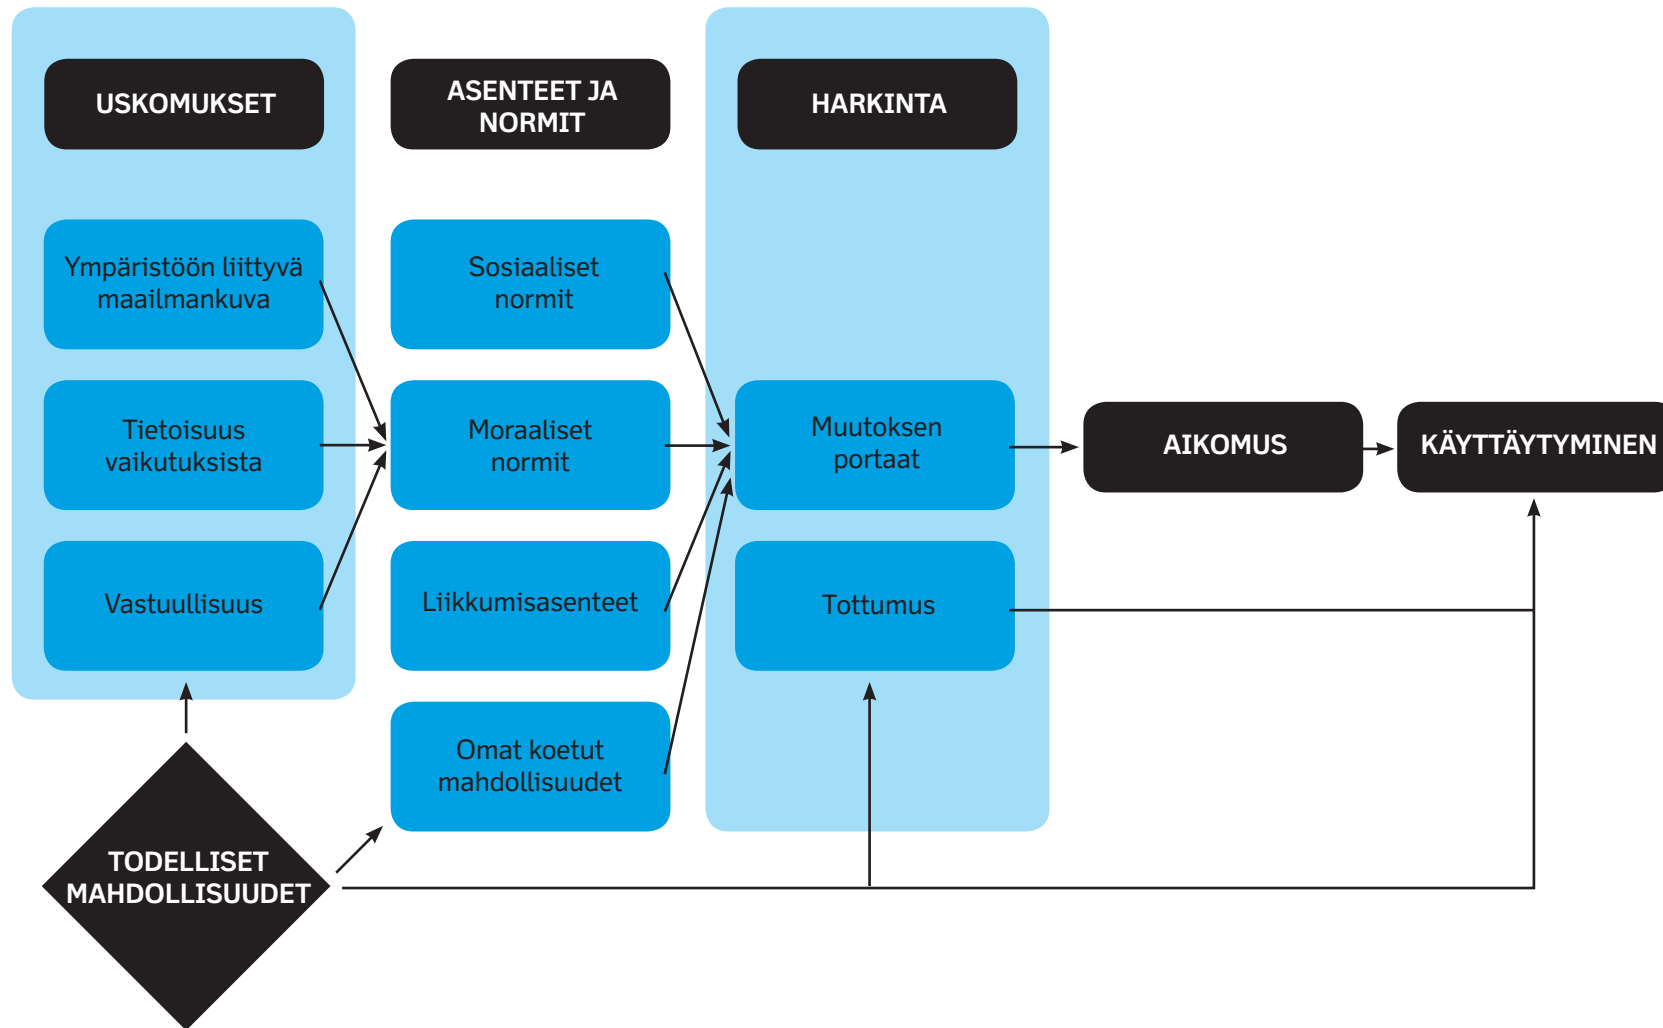 USKOMUKSET
ASENTEET JA
NORMIT
HARKINTA
Ympäristöön liittyvä
maailmankuva
Sosiaaliset
normit
Tietoisuus
vaikutuksista
Moraaliset
normit
Muutoksen
portaat
AIKOMUS
KÄYTTÄYTYMINEN
Vastuullisuus
Liikkumisasenteet
Tottumus
Omat koetut
mahdollisuudet
TODELLISET
MAHDOLLISUUDET